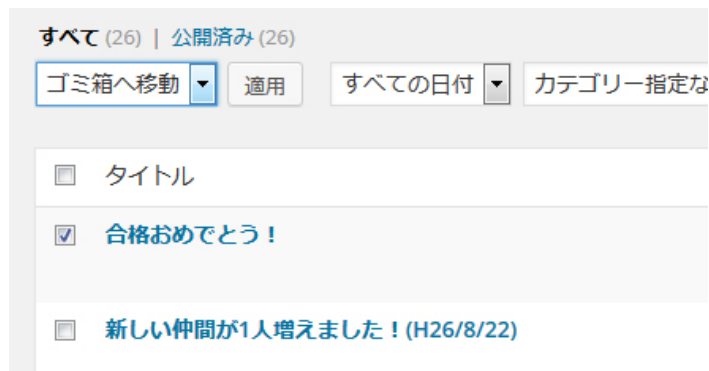 すべて (26) | 公開済み (26)
ゴミ箱へ移動 適用 すべての日付 カテゴリー指定な
タイトル
合格おめでとう！
新しい仲間が1人増えました！(H26/8/22)